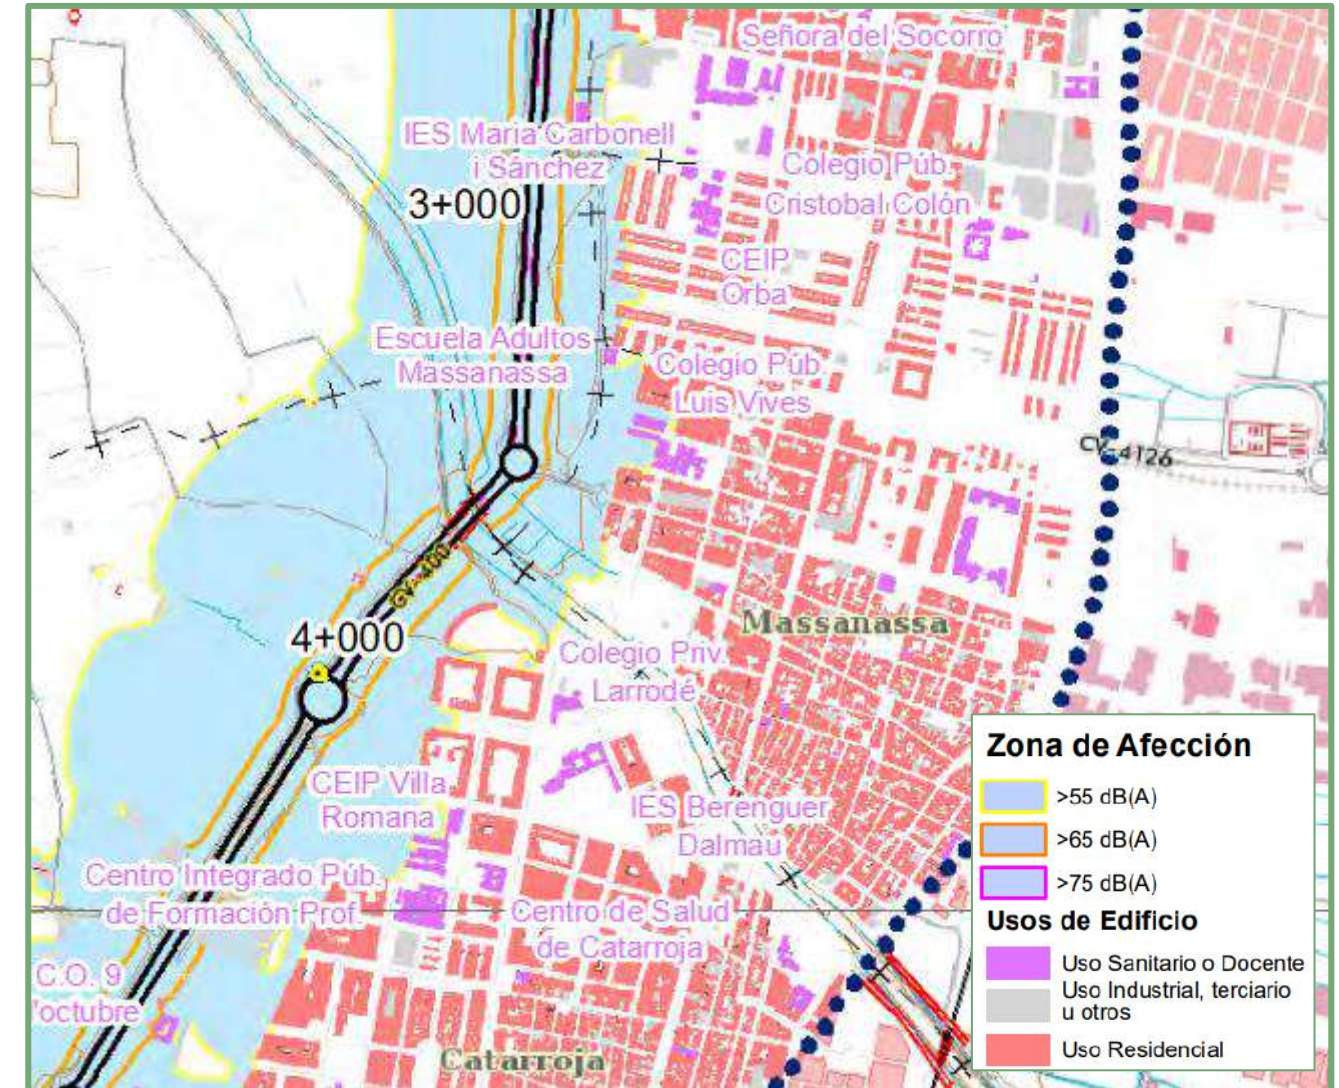 Señora del Socorro
IES Maria Carbonell
i Sánchez
Colegio Púb.
Cristobal Colón
3+000
CEIP
Orba
Escuela Adultos
Massanassa
Colegio Púb.
Luis Vives
CV-4126
CV-400
Massanassa
4+000
Colegio Priv.
Larrodé
CEIP Villa
Romana
IES Berenguer
Dalmau
Centro Integrado Púb.
de Formación Prof.
Centro de Salud
de Catarroja
C.O. 9
'octubre
Catarroja
Zona de Afección
>55 dB(A)
>65 dB(A)
>75 dB(A)
Usos de Edificio
Uso Sanitario o Docente
Uso Industrial, terciario
u otros
Uso Residencial